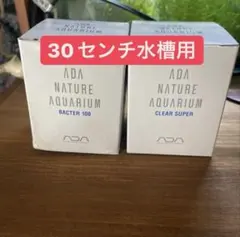 30センチ水槽用
ADA
NATURE
AQUARIUM
BACTER 100
ADA
ADA
NATURE
AQUARIUM
CLEAR SUPER
ADA